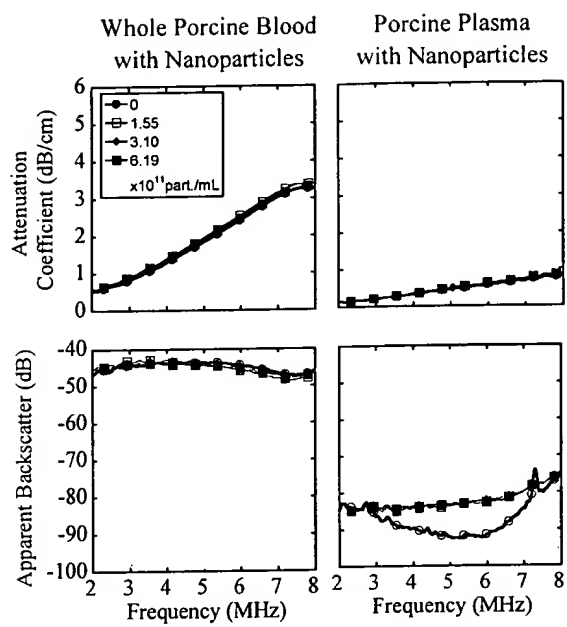 Whole Porcine Blood
with Nanoparticles
Porcine Plasma
with Nanoparticles
Attenuation
Coefficient (dB/cm)
6
5
4
3
2
1
0
0
1.55
3.10
6.19
x10¹¹part./mL
Apparent Backscatter (dB)
-40
-50
-60
-70
-80
-90
-100
2 3 4 5 6 7 8
Frequency (MHz)
2 3 4 5 6 7 8
Frequency (MHz)